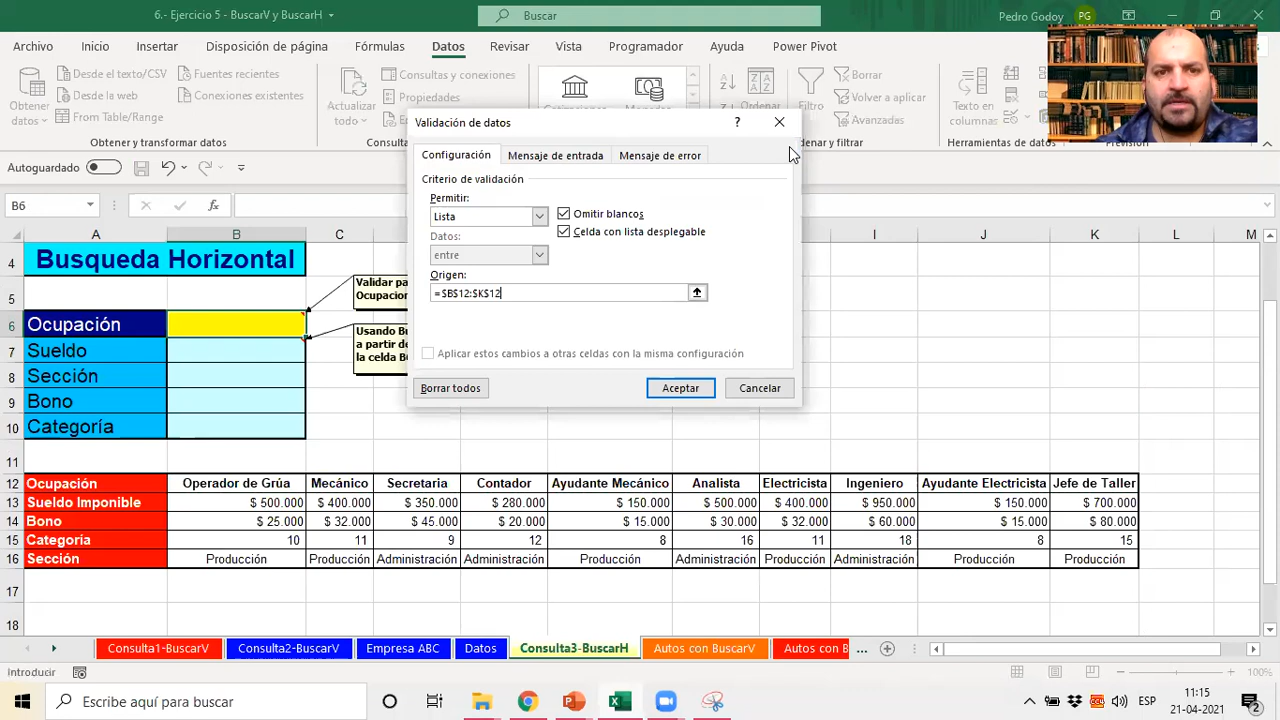 6.- Ejercicio 5 - BuscarV y BuscarH
Buscar
Pedro Godoy
PG
Archivo Inicio Insertar Disposición de página Fórmulas Datos Revisar Vista Programador Ayuda Power Pivot
Obtener datos
Desde el texto/CSV
De la web
From Table/Range
Fuentes recientes
Conexiones existentes
Obtener y transformar datos
Actualizar todo
Consultas y conexiones
Propiedades
Ordenar
Filtro
Borrar
Volver a aplicar
Avanzadas
Texto en columnas
Autoguardado
B6
fx
Validación de datos
?
Configuración Mensaje de entrada Mensaje de error
Criterio de validación
Permitir:
Lista
Omitir blancos
Celda con lista desplegable
Datos:
entre
Origen:
=$B$12:$K$12
Aplicar estos cambios a otras celdas con la misma configuración
Borrar todos Aceptar Cancelar
A B C I J K L M
4 Busqueda Horizontal
5
6 Ocupación
7 Sueldo
8 Sección
9 Bono
10 Categoría
Validar pa
Ocupacion
Usando B
a partir de
11
12 Ocupación Operador de Grúa Mecánico Secretaria Contador Ayudante Mecánico Analista Electricista Ingeniero Ayudante Electricista Jefe de Taller
13 Sueldo Imponible $ 500.000 $ 400.000 $ 350.000 $ 280.000 $ 150.000 $ 500.000 $ 400.000 $ 950.000 $ 150.000 $ 700.000
14 Bono $ 25.000 $ 32.000 $ 45.000 $ 20.000 $ 15.000 $ 30.000 $ 32.000 $ 60.000 $ 15.000 $ 80.000
15 Categoría 10 11 9 12 8 16 11 18 8 15
16 Sección Producción Producción Administración Administración Producción Administración Producción Administración Producción Producción
17
18
Consulta1-BuscarV Consulta2-BuscarV Empresa ABC Datos Consulta3-BuscarH Autos con BuscarV Autos con B ...
Introducir
100%
Escribe aquí para buscar
ESP
11:15
21-04-2021
2